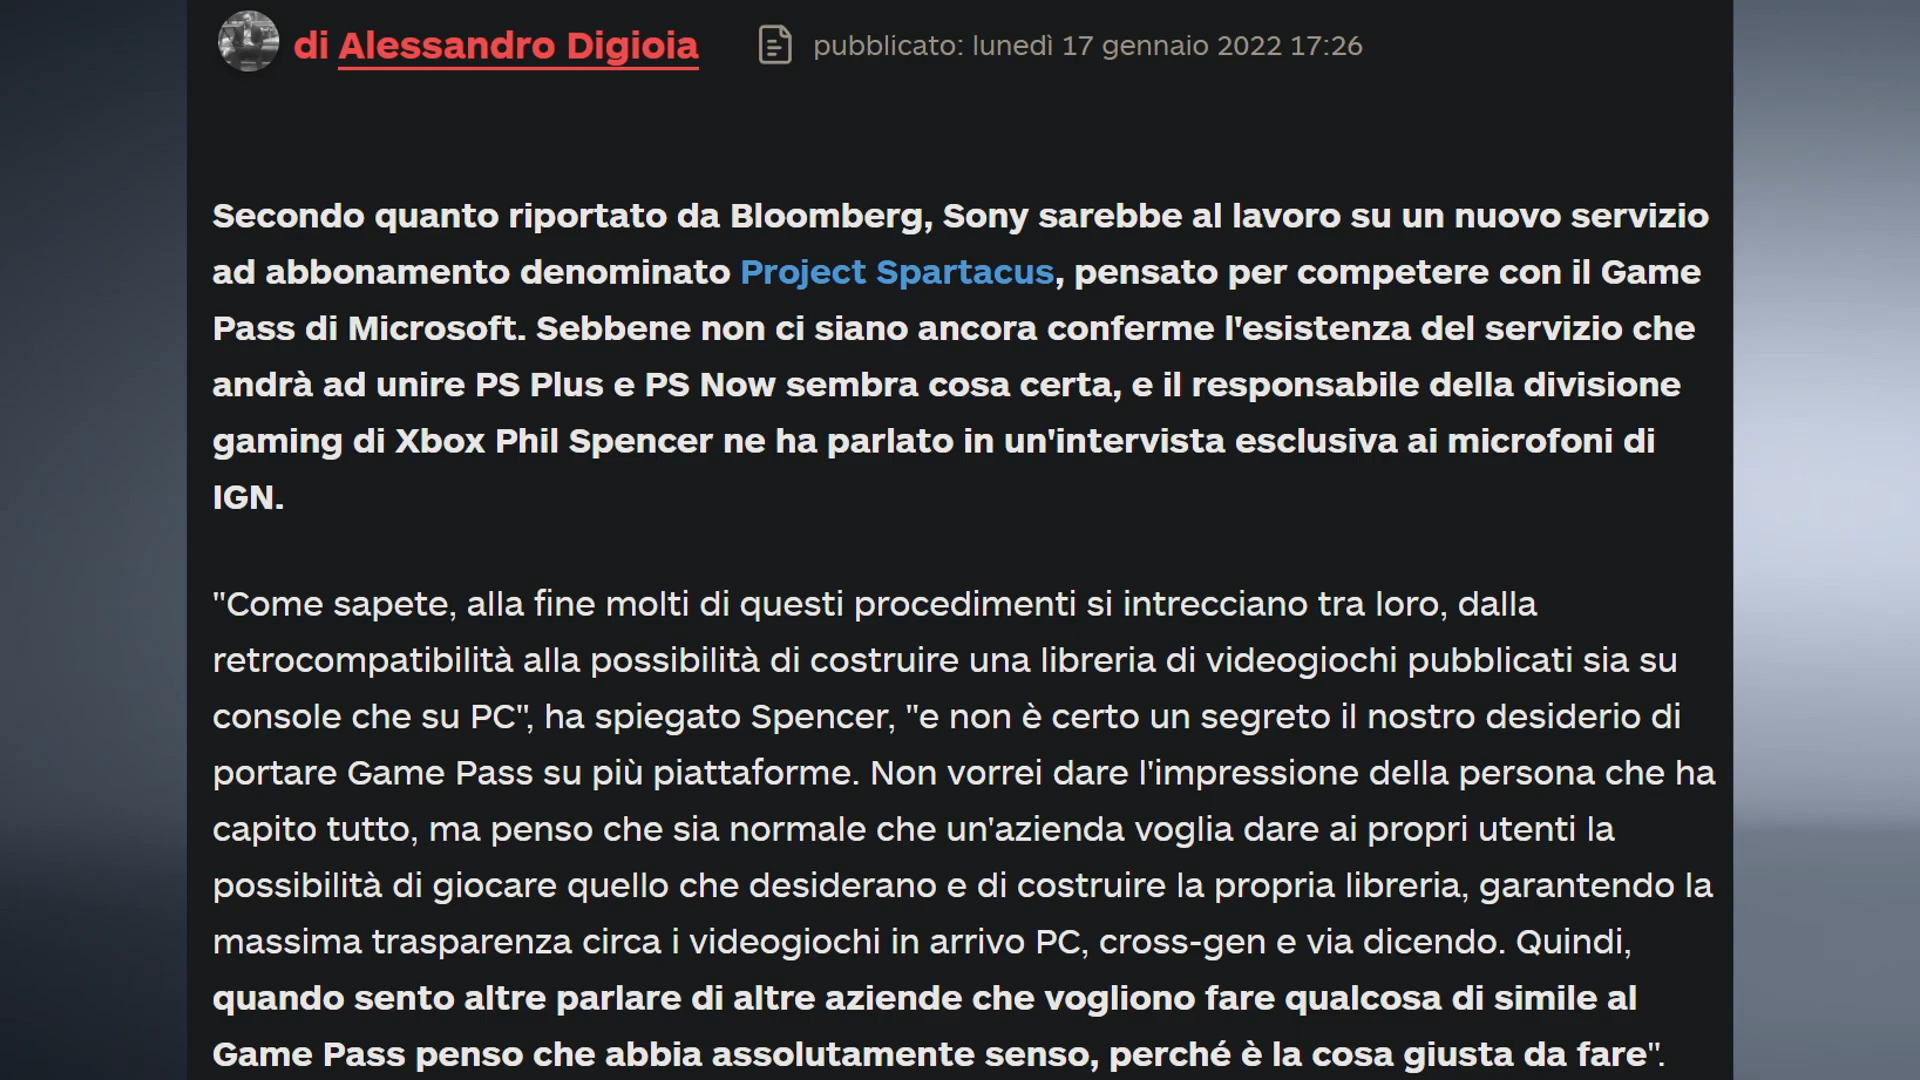 di Alessandro Digioia pubblicato: lunedì 17 gennaio 2022 17:26
Secondo quanto riportato da Bloomberg, Sony sarebbe al lavoro su un nuovo servizio
ad abbonamento denominato Project Spartacus, pensato per competere con il Game
Pass di Microsoft. Sebbene non ci siano ancora conferme l'esistenza del servizio che
andrà ad unire PS Plus e PS Now sembra cosa certa, e il responsabile della divisione
gaming di Xbox Phil Spencer ne ha parlato in un'intervista esclusiva ai microfoni di
IGN.
"Come sapete, alla fine molti di questi procedimenti si intrecciano tra loro, dalla
retrocompatibilità alla possibilità di costruire una libreria di videogiochi pubblicati sia su
console che su PC", ha spiegato Spencer, "e non è certo un segreto il nostro desiderio di
portare Game Pass su più piattaforme. Non vorrei dare l'impressione della persona che ha
capito tutto, ma penso che sia normale che un'azienda voglia dare ai propri utenti la
possibilità di giocare quello che desiderano e di costruire la propria libreria, garantendo la
massima trasparenza circa i videogiochi in arrivo PC, cross-gen e via dicendo. Quindi,
quando sento altre parlare di altre aziende che vogliono fare qualcosa di simile al
Game Pass penso che abbia assolutamente senso, perché è la cosa giusta da fare".